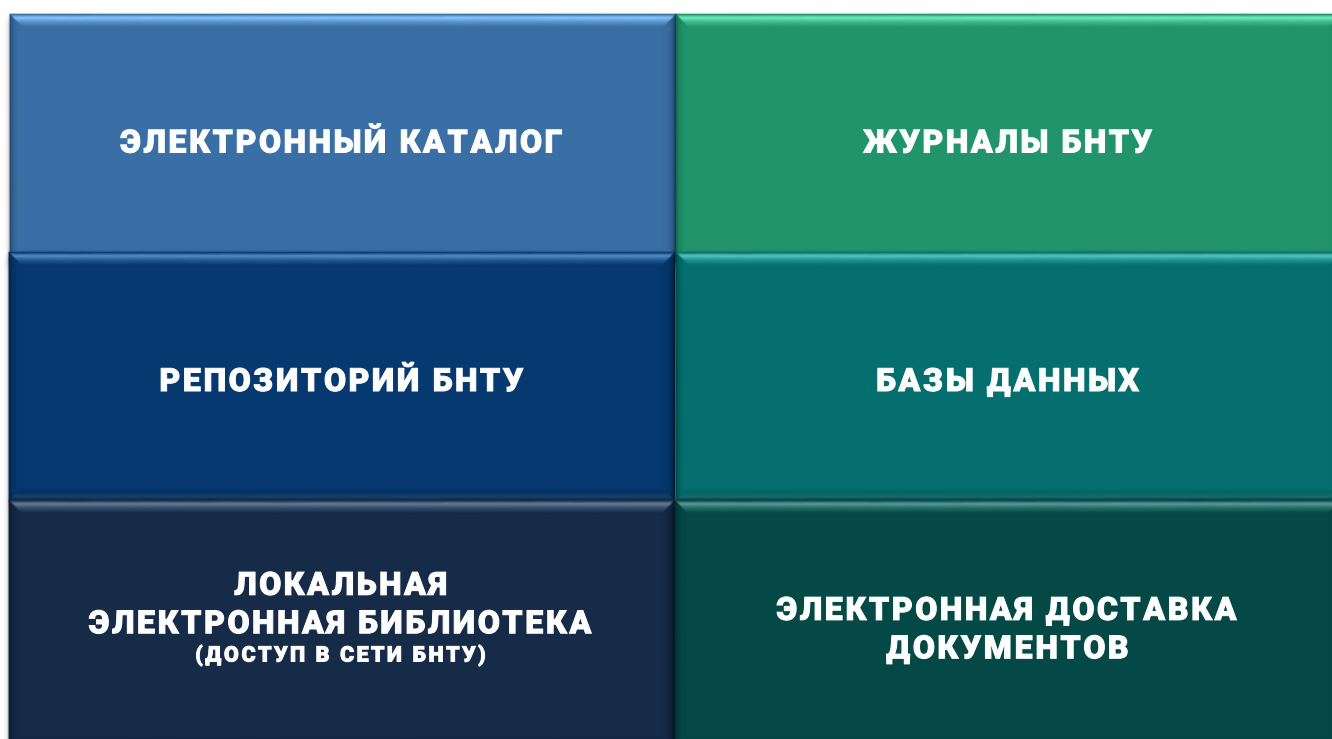 ЭЛЕКТРОННЫЙ КАТАЛОГ
ЖУРНАЛЫ БНТУ
РЕПОЗИТОРИЙ БНТУ
БАЗЫ ДАННЫХ
ЛОКАЛЬНАЯ
ЭЛЕКТРОННАЯ БИБЛИОТЕКА
(ДОСТУП В СЕТИ БНТУ)
ЭЛЕКТРОННАЯ ДОСТАВКА
ДОКУМЕНТОВ